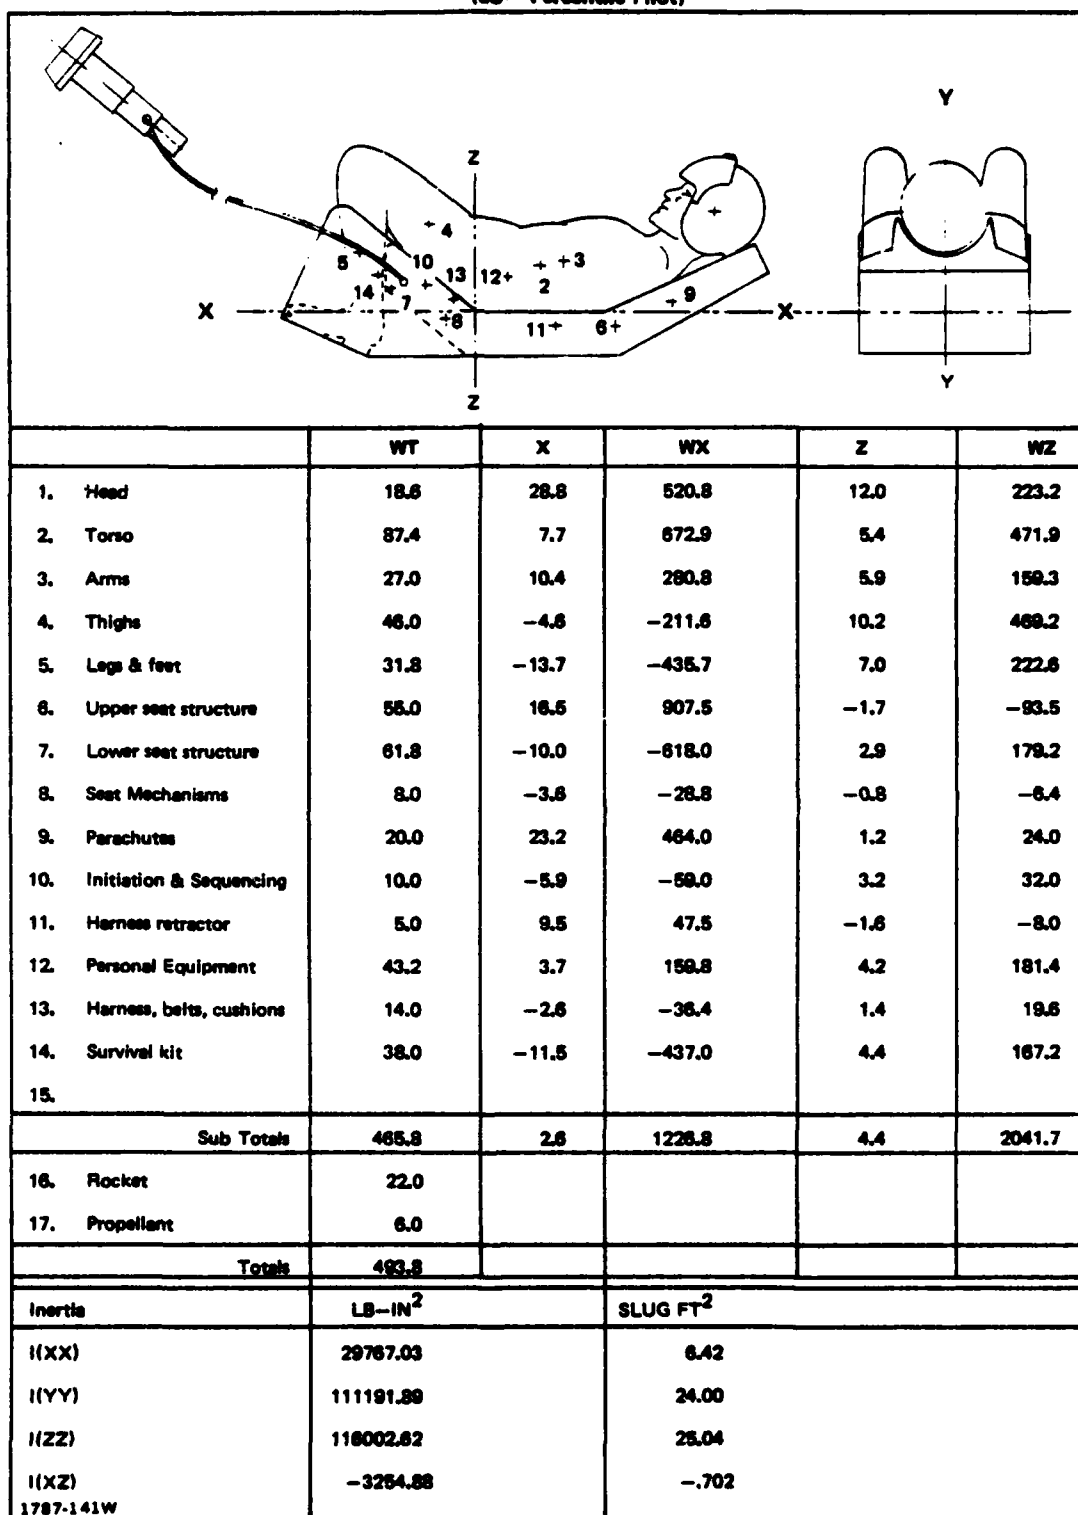 Percentile Pilot)
Y
Z
4
5
10
13
12
3
2
14
7
9
X
8
11
6
X
Y
Z
WT X WX Z WZ
1. Head 18.6 28.8 520.8 12.0 223.2
2. Torso 87.4 7.7 672.9 5.4 471.9
3. Arms 27.0 10.4 280.8 5.9 159.3
4. Thighs 46.0 −4.6 −211.6 10.2 469.2
5. Legs & feet 31.8 −13.7 −435.7 7.0 222.6
6. Upper seat structure 55.0 16.5 907.5 −1.7 −93.5
7. Lower seat structure 61.8 −10.0 −618.0 2.9 179.2
8. Seat Mechanisms 8.0 −3.6 −28.8 −0.8 −6.4
9. Parachutes 20.0 23.2 464.0 1.2 24.0
10. Initiation & Sequencing 10.0 −5.9 −59.0 3.2 32.0
11. Harness retractor 5.0 9.5 47.5 −1.6 −8.0
12. Personal Equipment 43.2 3.7 159.8 4.2 181.4
13. Harness, belts, cushions 14.0 −2.6 −36.4 1.4 19.6
14. Survival kit 38.0 −11.5 −437.0 4.4 167.2
15.
Sub Totals 465.8 2.6 1226.8 4.4 2041.7
16. Rocket 22.0
17. Propellant 6.0
Totals 493.8
Inertia LB–IN2 SLUG FT2
I(XX) 29767.03 6.42
I(YY) 111191.89 24.00
I(ZZ) 116002.62 25.04
I(XZ) −3254.88 −.702
1787-141W